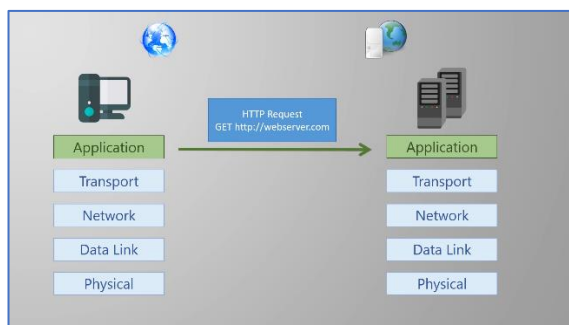 HTTP Request
GET http://webserver.com
Application
Application
Transport
Transport
Network
Network
Data Link
Data Link
Physical
Physical